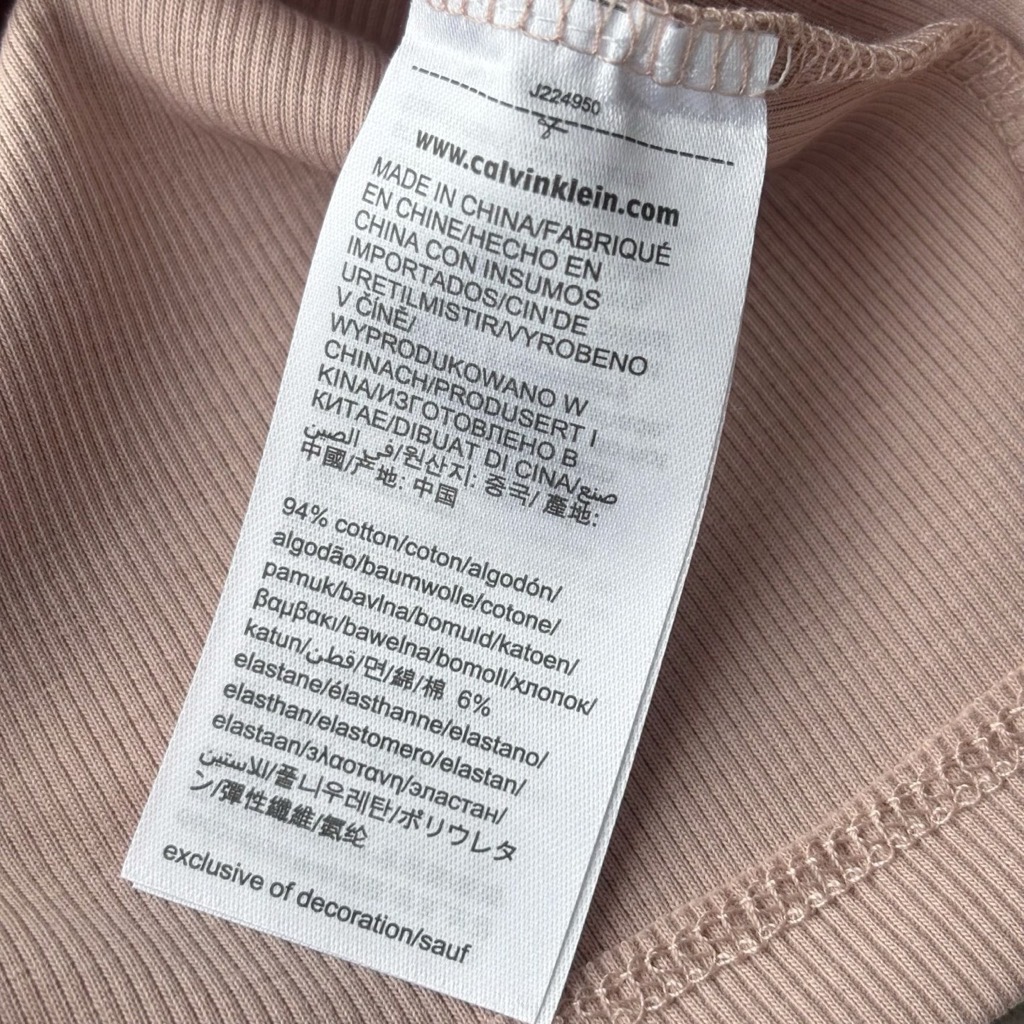 J224950
www.calvinklein.com
MADE IN CHINA/FABRIQUÉ
EN CHINE/HECHO EN
CHINA CON INSUMOS
IMPORTADOS/CIN'DE
URETILMISTIR/VYROBENO
V ČÍNĚ/
WYPRODUKOWANO W
CHINACH/PRODUSERT I
KINA/ИЗГОТОВЛЕНО В
КИТАЕ/DIBUAT DI CINA/صنع
في الصين/원산지: 중국/ 產地:
中國/产地: 中国
94% cotton/coton/algodón/
algodão/baumwolle/cotone/
pamuk/bavlna/bomuld/katoen/
βαμβακι/bawelna/bomoll/хлопок/
katun/قطن/면/綿/棉 6%
elastane/élasthanne/elastano/
elasthan/elastomero/elastan/
elastaan/эλαοτανη/эластан/
اللاستين/폴리우레탄/ポリウレタ
ン/彈性纖維/氨纶
exclusive of decoration/sauf